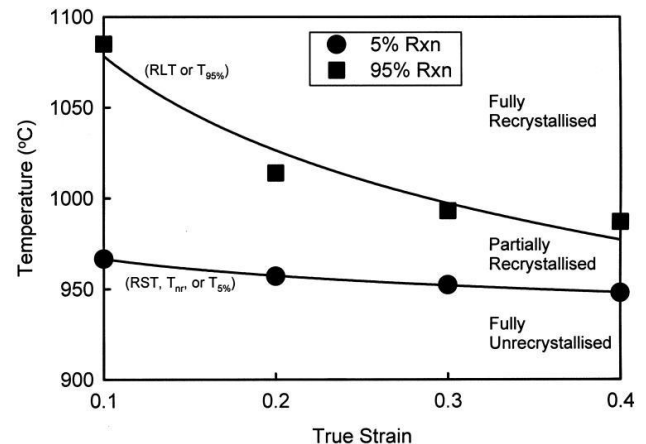 1100
1050
1000
950
900
Temperature (ºC)
5% Rxn
95% Rxn
(RLT or T95%)
Fully
Recrystallised
Partially
Recrystallised
(RST, Tnr, or T5%)
Fully
Unrecrystallised
0.1
0.2
0.3
0.4
True Strain